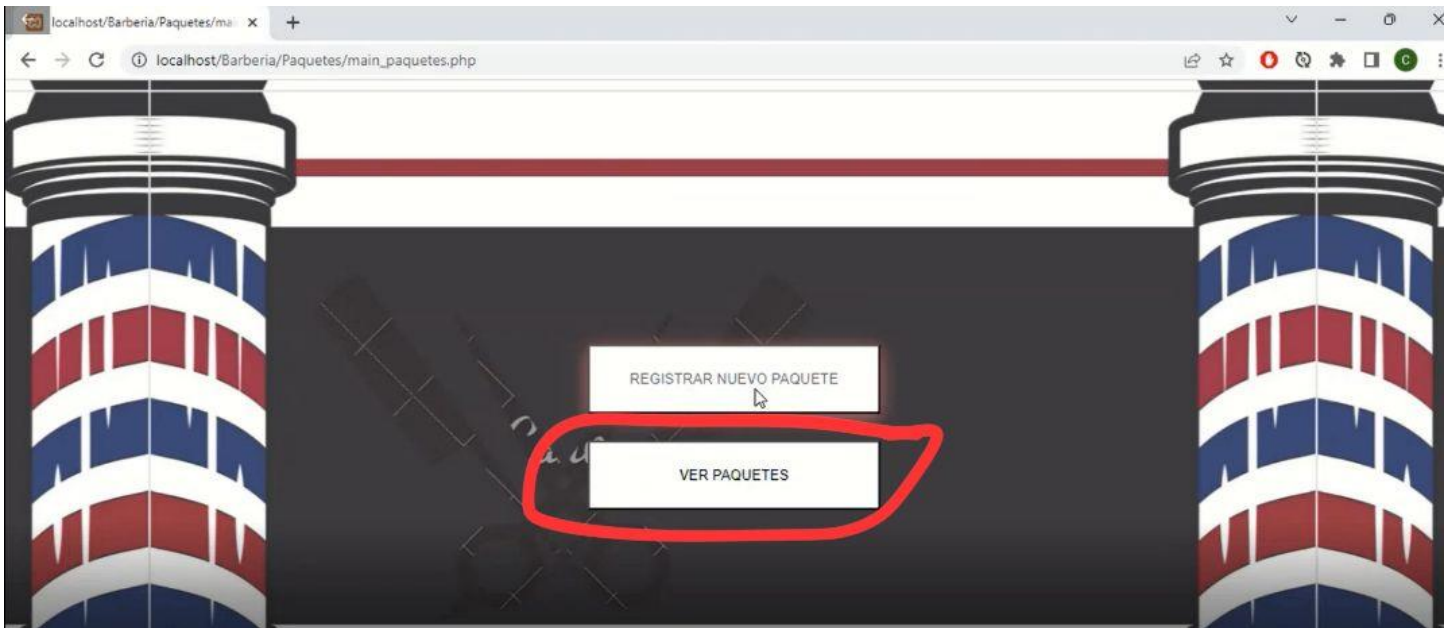 localhost/Barberia/Paquetes/ma
localhost/Barberia/Paquetes/main_paquetes.php
C
REGISTRAR NUEVO PAQUETE
VER PAQUETES